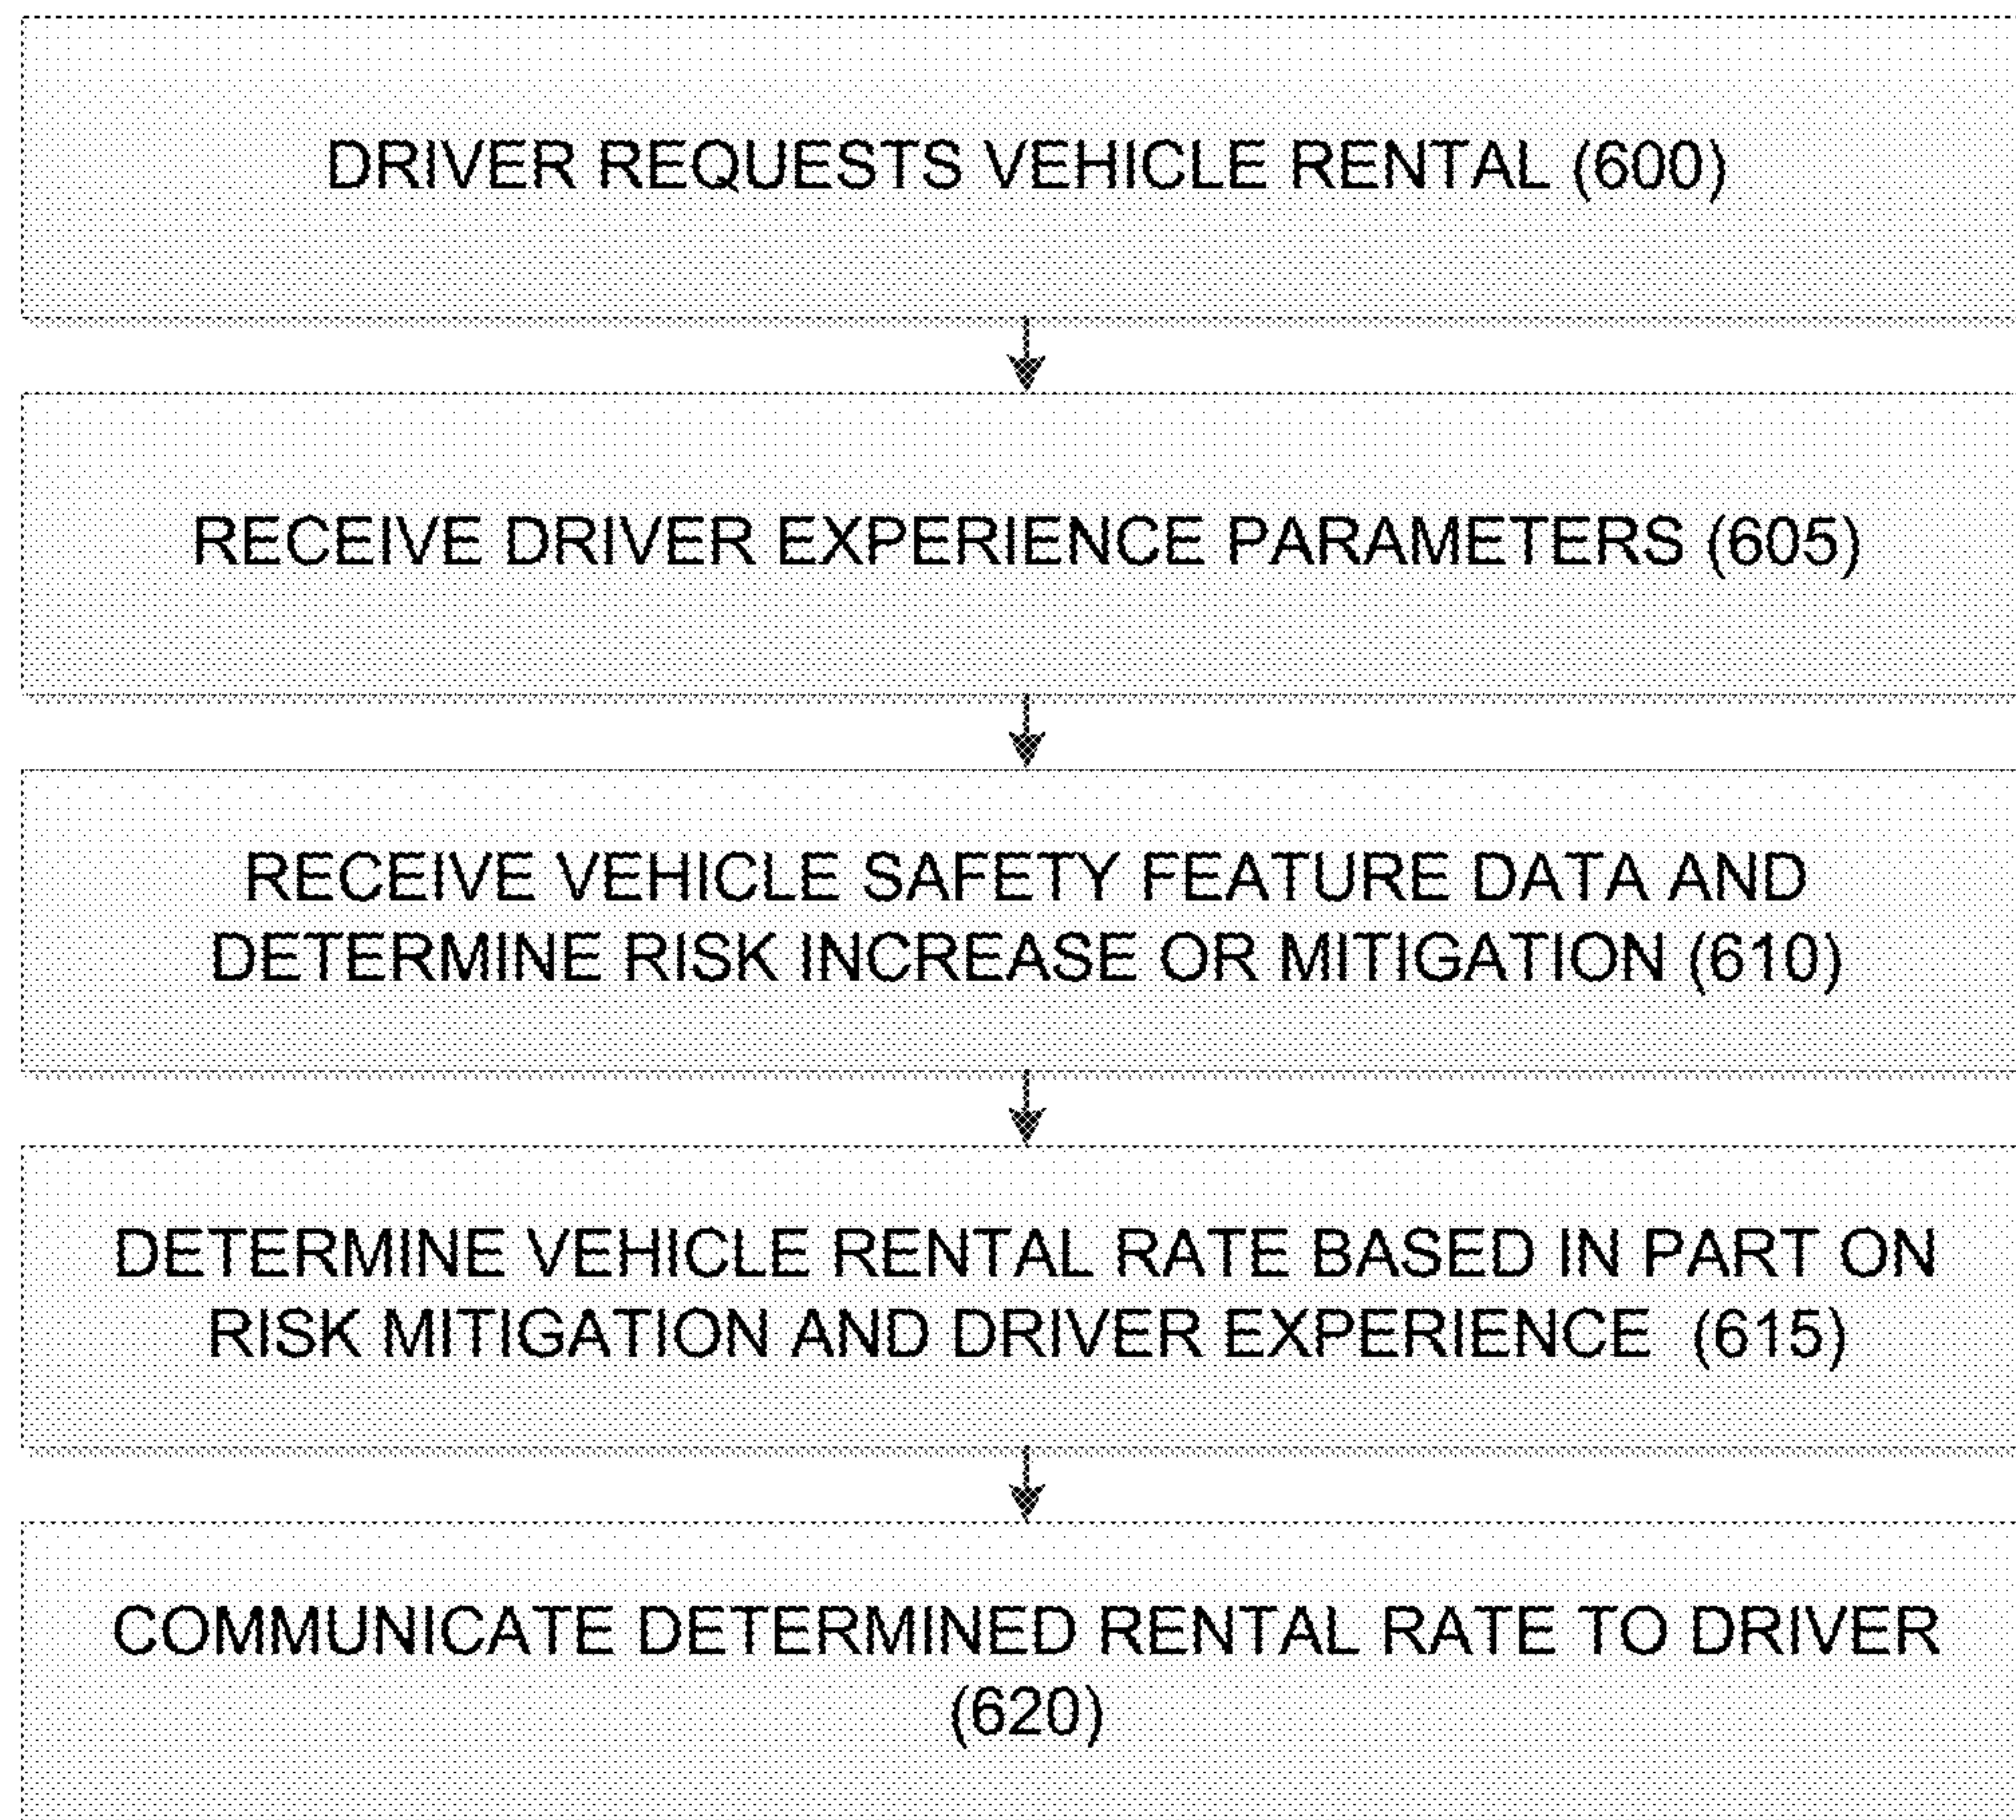 DRIVER REQUESTS VEHICLE RENTAL (600)
RECEIVE DRIVER EXPERIENCE PARAMETERS (605)
RECEIVE VEHICLE SAFETY FEATURE DATA AND
DETERMINE RISK INCREASE OR MITIGATION (610)
DETERMINE VEHICLE RENTAL RATE BASED IN PART ON
RISK MITIGATION AND DRIVER EXPERIENCE (615)
COMMUNICATE DETERMINED RENTAL RATE TO DRIVER
(620)